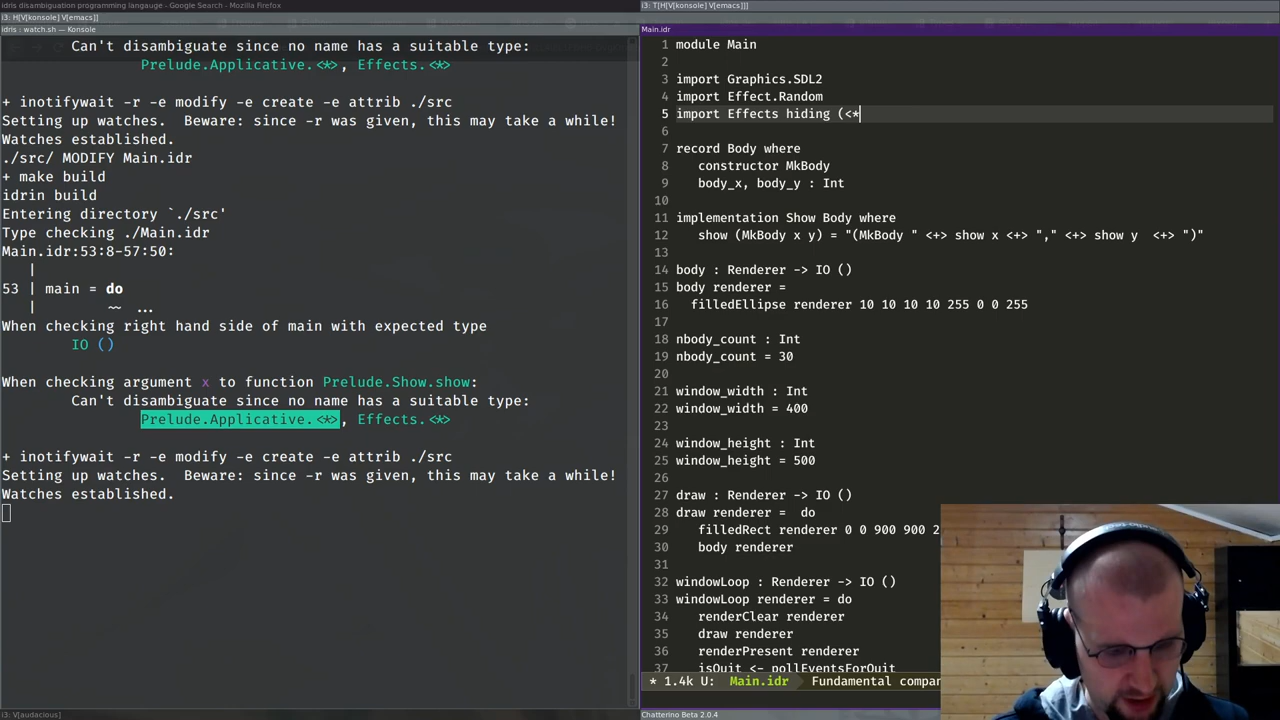 idris disambiguation programming langauge - Google Search - Mozilla Firefox
i3: H[V[konsole] V[emacs]]
idris : watch.sh — Konsole
Can't disambiguate since no name has a suitable type:
Prelude.Applicative.<*>, Effects.<*>
+ inotifywait -r -e modify -e create -e attrib ./src
Setting up watches.  Beware: since -r was given, this may take a while!
Watches established.
./src/ MODIFY Main.idr
+ make build
idrin build
Entering directory `./src'
Type checking ./Main.idr
Main.idr:53:8-57:50:
|
53 | main = do
|        ~~ ...
When checking right hand side of main with expected type
IO ()
When checking argument x to function Prelude.Show.show:
Can't disambiguate since no name has a suitable type:
Prelude.Applicative.<*>, Effects.<*>
+ inotifywait -r -e modify -e create -e attrib ./src
Setting up watches.  Beware: since -r was given, this may take a while!
Watches established.
i3: V[audacious]
i3: T[H[V[konsole] V[emacs]]]
Main.idr
1 module Main
2
3 import Graphics.SDL2
4 import Effect.Random
5 import Effects hiding (<*
6
7 record Body where
8 constructor MkBody
9 body_x, body_y : Int
10
11 implementation Show Body where
12 show (MkBody x y) = "(MkBody " <+> show x <+> "," <+> show y  <+> ")"
13
14 body : Renderer -> IO ()
15 body renderer =
16 filledEllipse renderer 10 10 10 10 255 0 0 255
17
18 nbody_count : Int
19 nbody_count = 30
20
21 window_width : Int
22 window_width = 400
23
24 window_height : Int
25 window_height = 500
26
27 draw : Renderer -> IO ()
28 draw renderer =  do
29 filledRect renderer 0 0 900 900 2
30 body renderer
31
32 windowLoop : Renderer -> IO ()
33 windowLoop renderer = do
34 renderClear renderer
35 draw renderer
36 renderPresent renderer
37 isQuit <- pollEventsForQuit
* 1.4k U: Main.idr Fundamental compan
Chatterino Beta 2.0.4